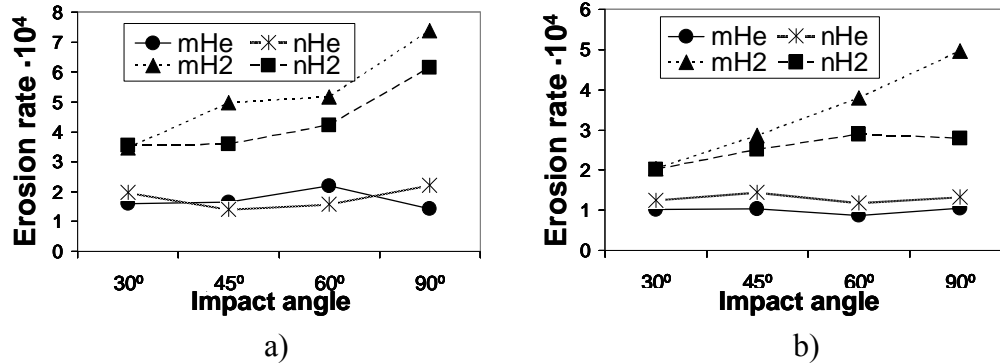 Erosion rate ·10⁴
8
7
6
5
4
3
2
1
0
mHe nHe
mH2 nH2
30º 45º 60º 90º
Impact angle
a)
Erosion rate ·10⁴
6
5
4
3
2
1
0
mHe nHe
mH2 nH2
30º 45º 60º 90º
Impact angle
b)